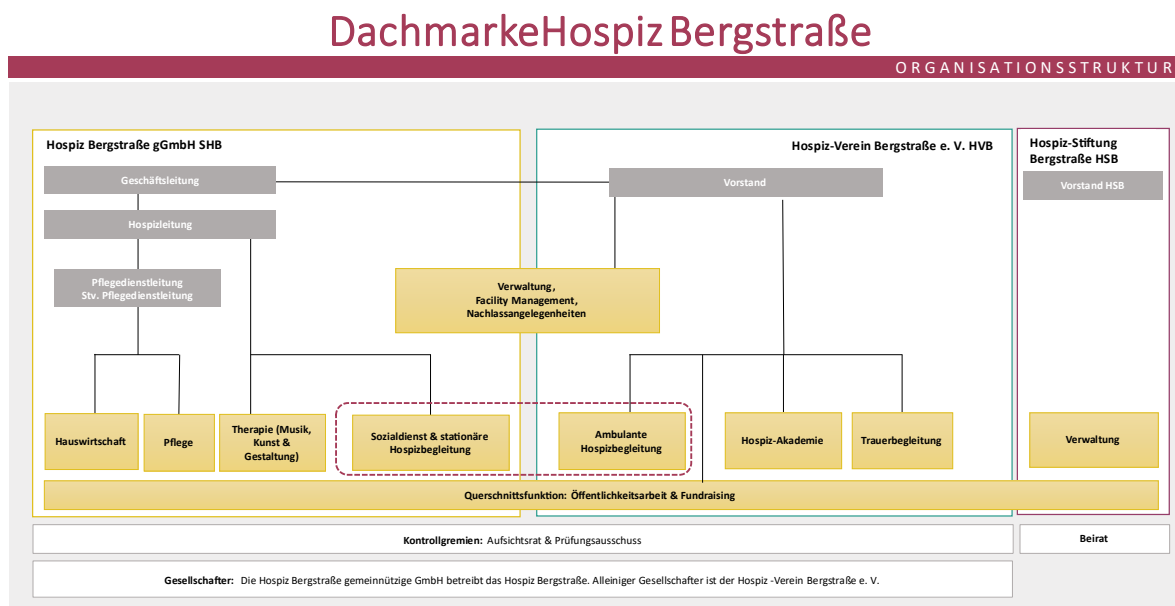 DachmarkeHospiz Bergstraße
ORGANISATIONSSTRUKTUR
Hospiz Bergstraße gGmbH SHB
Geschäftsleitung
Hospizleitung
Pflegedienstleitung
Stv. Pflegedienstleitung
Hospiz-Verein Bergstraße e. V. HVB
Vorstand
Verwaltung,
Facility Management,
Nachlassangelegenheiten
Hospiz-Stiftung
Bergstraße HSB
Vorstand HSB
Hauswirtschaft
Pflege
Therapie (Musik,
Kunst &
Gestaltung)
Sozialdienst & stationäre
Hospizbegleitung
Ambulante
Hospizbegleitung
Hospiz-Akademie
Trauerbegleitung
Verwaltung
Querschnittsfunktion: Öffentlichkeitsarbeit & Fundraising
Kontrollgremien: Aufsichtsrat & Prüfungsausschuss
Beirat
Gesellschafter: Die Hospiz Bergstraße gemeinnützige GmbH betreibt das Hospiz Bergstraße. Alleiniger Gesellschafter ist der Hospiz -Verein Bergstraße e. V.